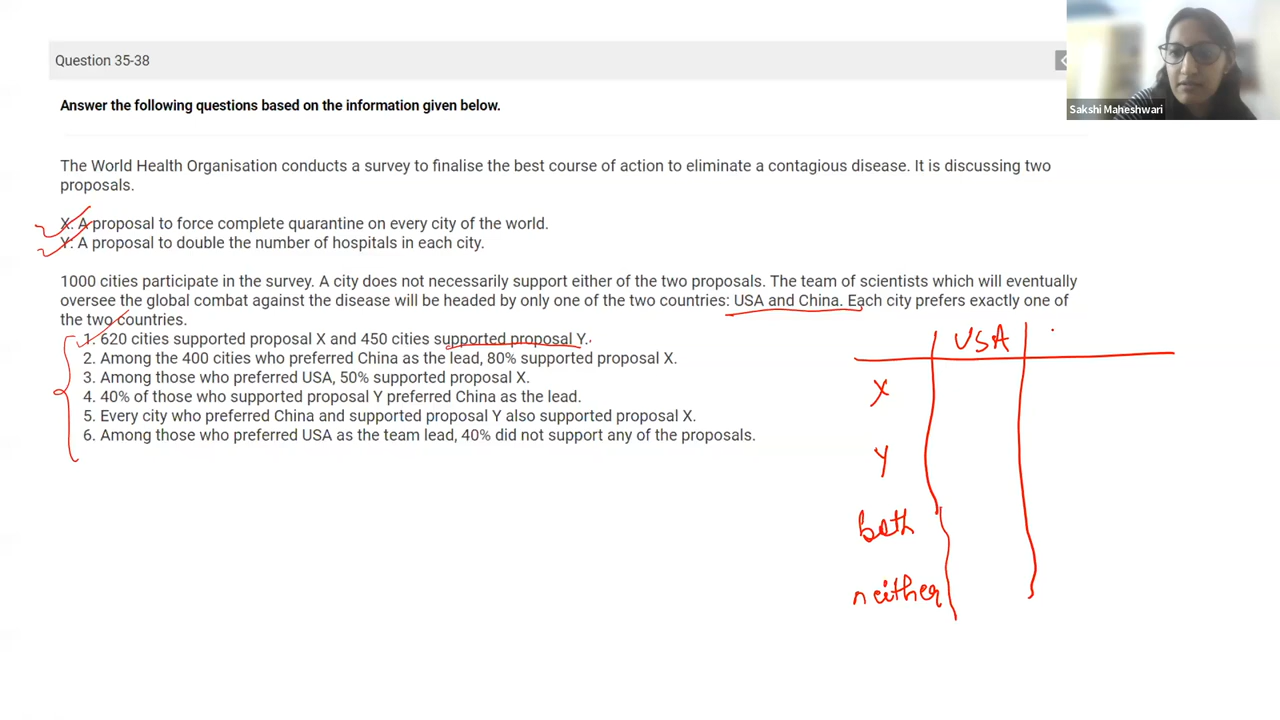 Question 35-38
Sakshi Maheshwari
Answer the following questions based on the information given below.
The World Health Organisation conducts a survey to finalise the best course of action to eliminate a contagious disease. It is discussing two
proposals.
X: A proposal to force complete quarantine on every city of the world.
Y: A proposal to double the number of hospitals in each city.
1000 cities participate in the survey. A city does not necessarily support either of the two proposals. The team of scientists which will eventually
oversee the global combat against the disease will be headed by only one of the two countries: USA and China. Each city prefers exactly one of
the two countries.
1. 620 cities supported proposal X and 450 cities supported proposal Y.
2. Among the 400 cities who preferred China as the lead, 80% supported proposal X.
3. Among those who preferred USA, 50% supported proposal X.
4. 40% of those who supported proposal Y preferred China as the lead.
5. Every city who preferred China and supported proposal Y also supported proposal X.
6. Among those who preferred USA as the team lead, 40% did not support any of the proposals.
USA
X
Y
both
neither